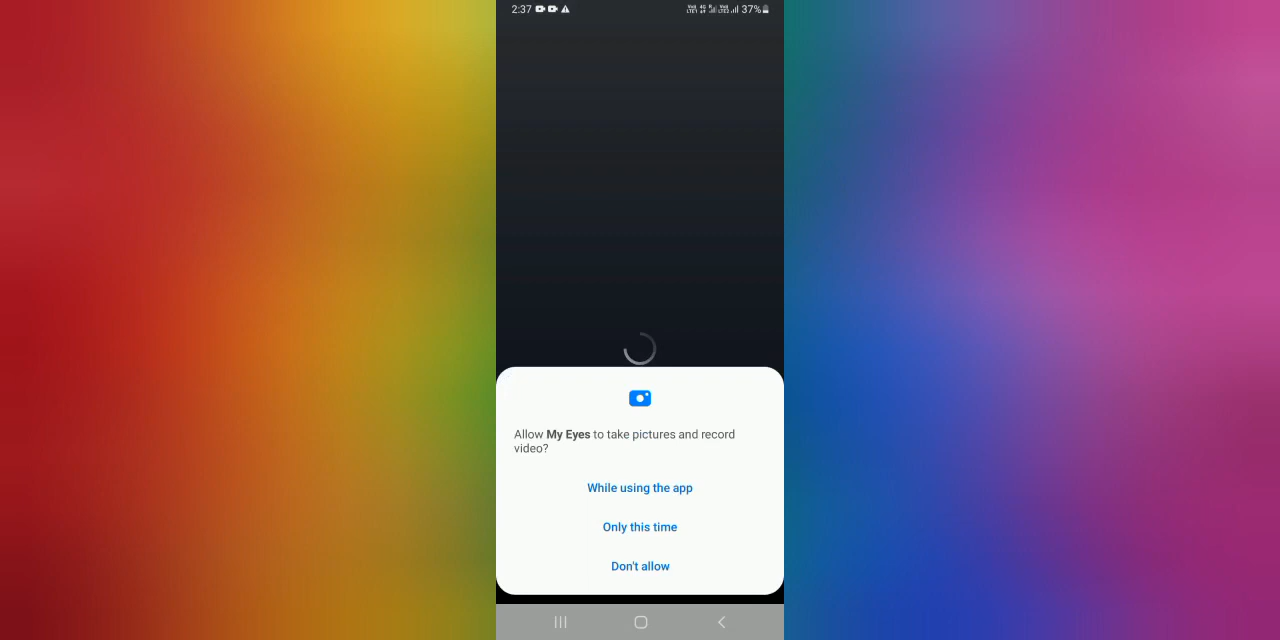 2:37 37%
Allow My Eyes to take pictures and record
video?
While using the app
Only this time
Don't allow